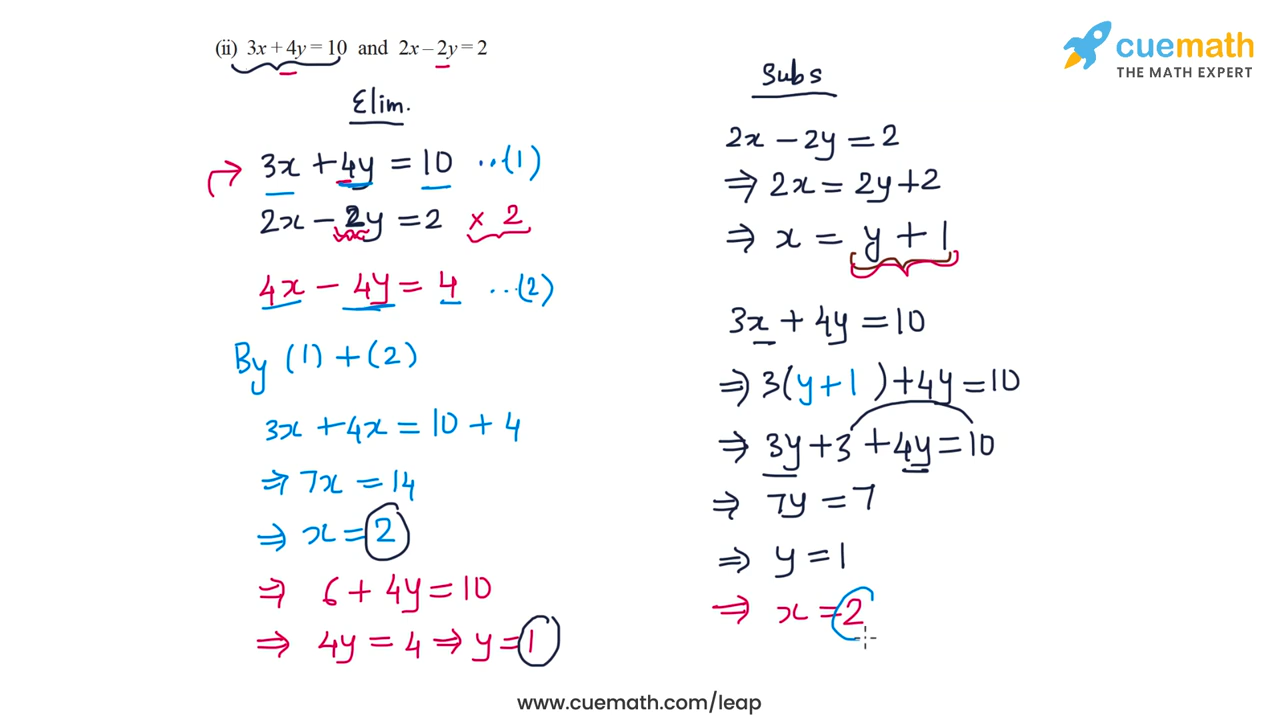 (ii) 3x + 4y = 10 and 2x – 2y = 2
Elim.
3x + 4y = 10 ...(1)
2x – 2y = 2 × 2
4x – 4y = 4 ...(2)
By (1) + (2)
3x + 4x = 10 + 4
⇒ 7x = 14
⇒ x = 2
⇒ 6 + 4y = 10
⇒ 4y = 4 ⇒ y = 1
cuemath
THE MATH EXPERT
Subs
2x – 2y = 2
⇒ 2x = 2y + 2
⇒ x = y + 1
3x + 4y = 10
⇒ 3(y + 1) + 4y = 10
⇒ 3y + 3 + 4y = 10
⇒ 7y = 7
⇒ y = 1
⇒ x = 2
www.cuemath.com/leap